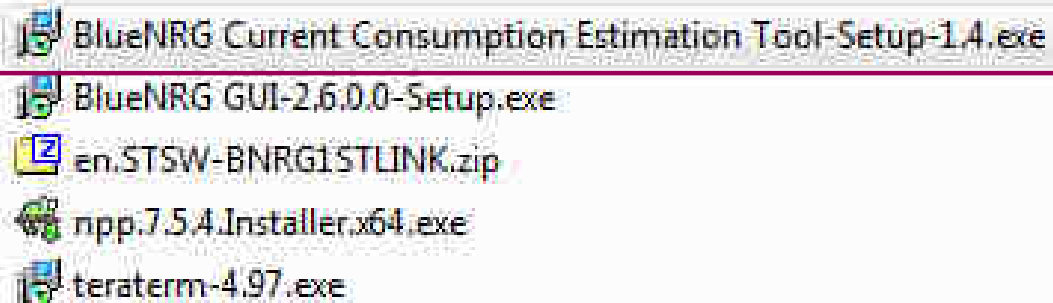 BlueNRG Current Consumption Estimation Tool-Setup-1.4.exe
BlueNRG GUI-2.6.0.0-Setup.exe
en.STSW-BNRG1STLINK.zip
npp.7.5.4.Installer.x64.exe
teraterm-4.97.exe